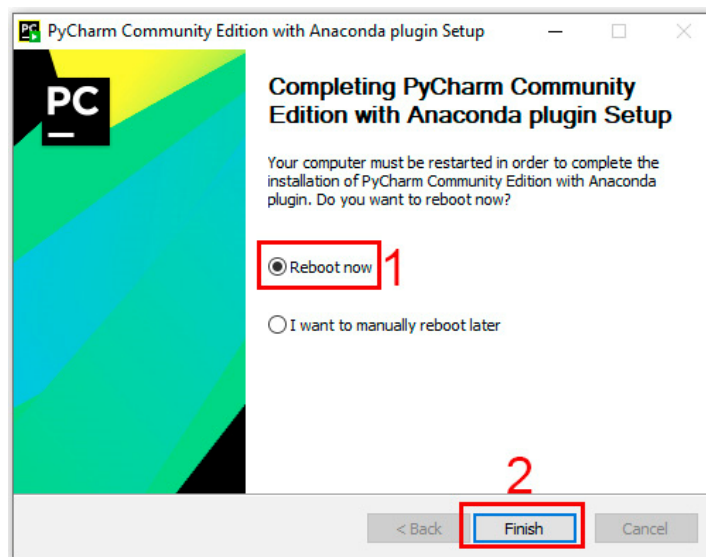 PyCharm Community Edition with Anaconda plugin Setup
PC
Completing PyCharm Community
Edition with Anaconda plugin Setup
Your computer must be restarted in order to complete the
installation of PyCharm Community Edition with Anaconda
plugin. Do you want to reboot now?
Reboot now 1
I want to manually reboot later
2
< Back Finish Cancel